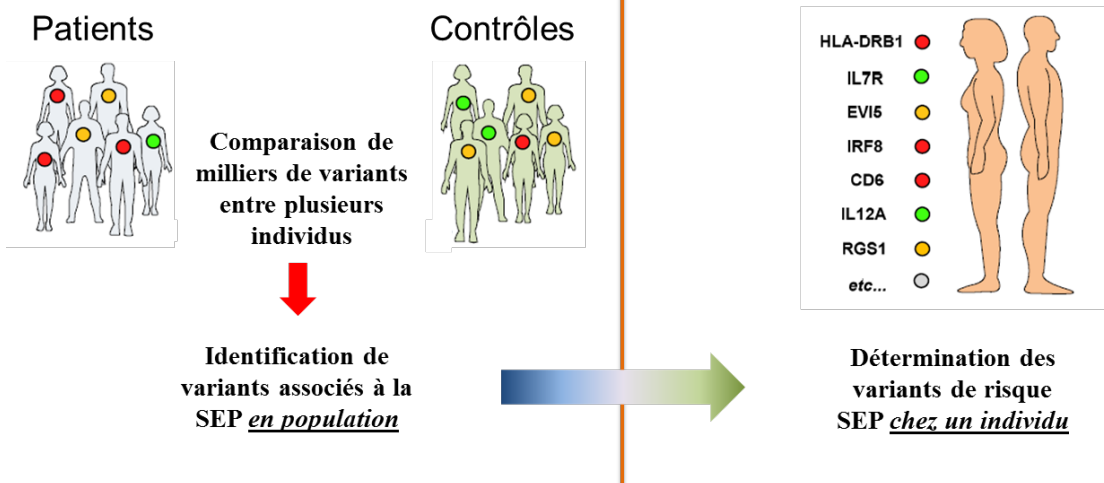 Patients
Contrôles
Comparaison de
milliers de variants
entre plusieurs
individus
Identification de
variants associés à la
SEP en population
HLA-DRB1
IL7R
EVI5
IRF8
CD6
IL12A
RGS1
etc...
Détermination des
variants de risque
SEP chez un individu